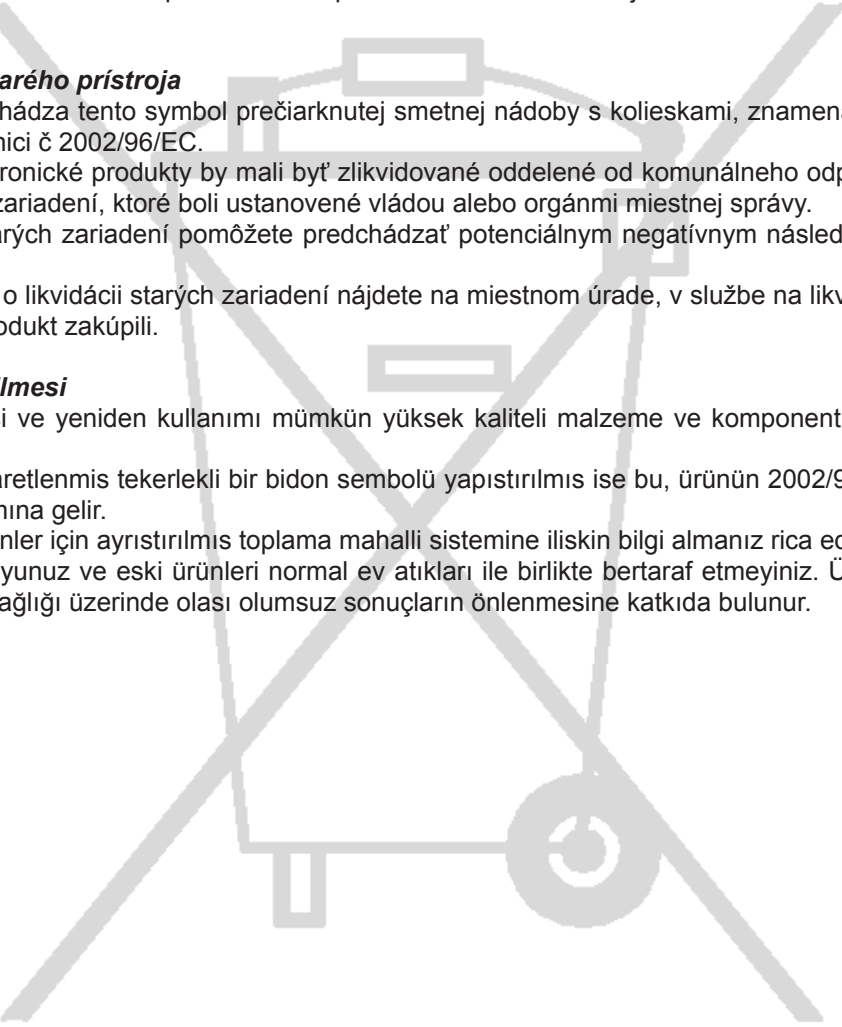 arého prístroja
hádza tento symbol prečiarknutej smetnej nádoby s kolieskami, znamená
nici č 2002/96/EC.
ronické produkty by mali byť zlikvidované oddelené od komunálneho odp
zariadení, ktoré boli ustanovené vládou alebo orgánmi miestnej správy.
arých zariadení pomôžete predchádzať potenciálnym negatívnym násled
o likvidácii starých zariadení nájdete na miestnom úrade, v službe na likv
odukt zakúpili.
ilmesi
i ve yeniden kullanımı mümkün yüksek kaliteli malzeme ve komponent
aretlenmis tekerlekli bir bidon sembolü yapıstırılmıs ise bu, ürünün 2002/9
mına gelir.
nler için ayrıstırılmıs toplama mahalli sistemine iliskin bilgi almanız rica ed
yunuz ve eski ürünleri normal ev atıkları ile birlikte bertaraf etmeyiniz. Ü
ağlığı üzerinde olası olumsuz sonuçların önlenmesine katkıda bulunur.